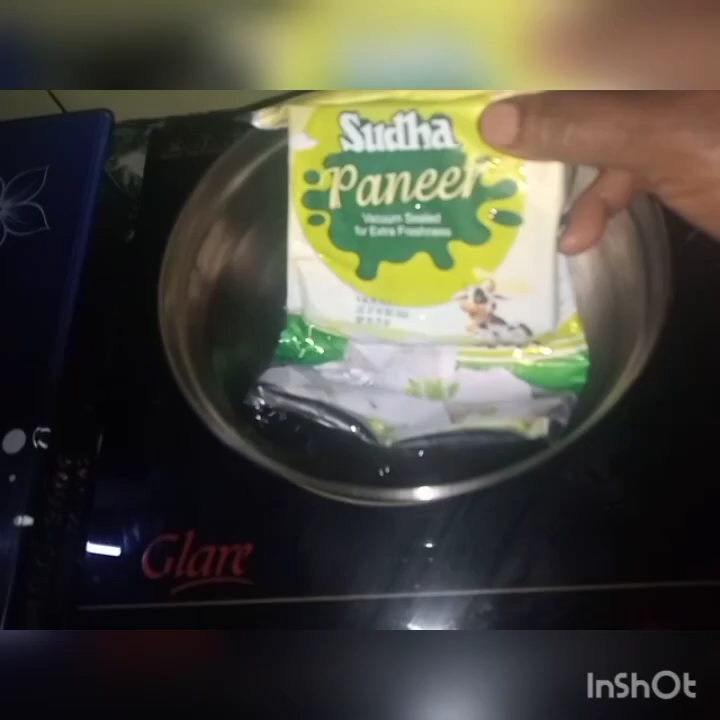 Sudha
Paneer
Vacuum Sealed
for Extra Freshness
Glare
InShOt